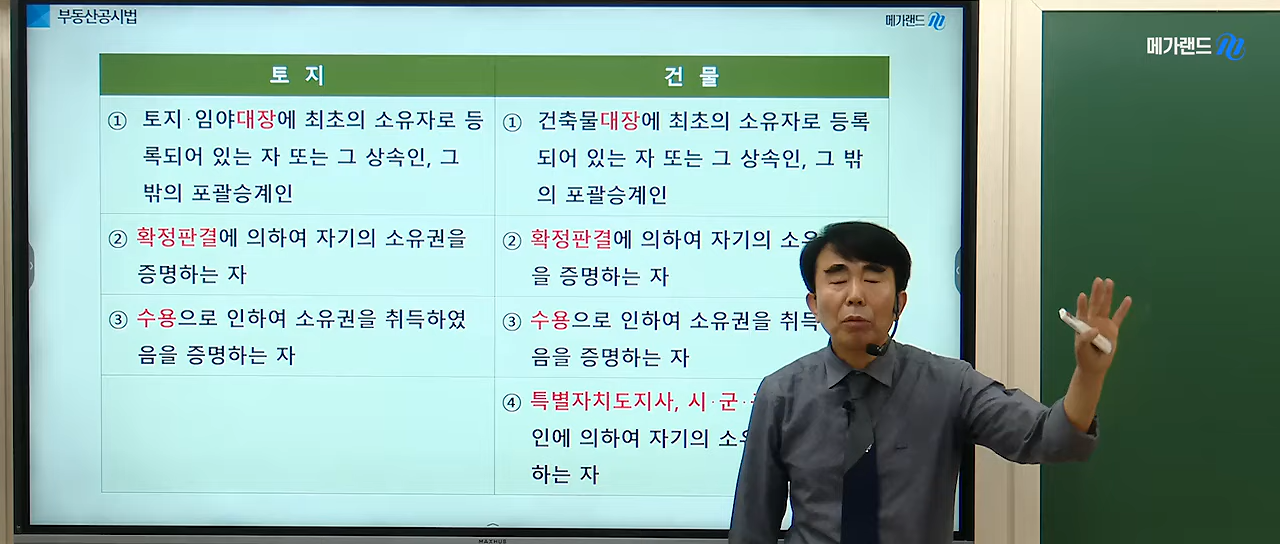 부동산공시법
메가랜드
메가랜드
토 지
건 물
① 토지·임야대장에 최초의 소유자로 등
록되어 있는 자 또는 그 상속인, 그
밖의 포괄승계인
① 건축물대장에 최초의 소유자로 등록
되어 있는 자 또는 그 상속인, 그 밖
의 포괄승계인
② 확정판결에 의하여 자기의 소유권을
증명하는 자
② 확정판결에 의하여 자기의 소유
을 증명하는 자
③ 수용으로 인하여 소유권을 취득하였
음을 증명하는 자
③ 수용으로 인하여 소유권을 취득
음을 증명하는 자
④ 특별자치도지사, 시·군·
인에 의하여 자기의 소유
하는 자
MAXHUB